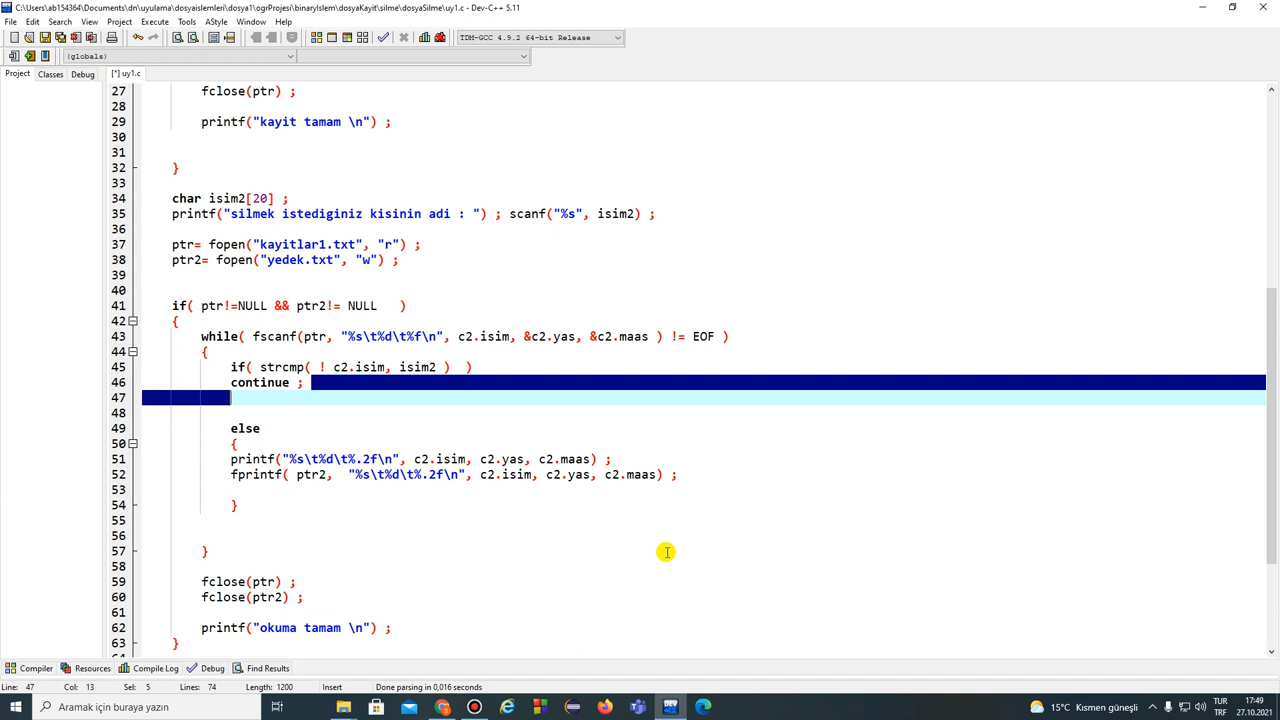 C:\Users\ab154364\Documents\dn\uyulama\dosyaislemleri\dosya1\ogrProjesi\binaryIslem\dosyaKayit\silme\dosyaSilme\uy1.c - Dev-C++ 5.11
File Edit Search View Project Execute Tools AStyle Window Help
TDM-GCC 4.9.2 64-bit Release
(globals)
Project Classes Debug [*] uy1.c
27 fclose(ptr) ;
28
29 printf("kayit tamam \n") ;
30
31
32 }
33
34 char isim2[20] ;
35 printf("silmek istediginiz kisinin adi : ") ; scanf("%s", isim2) ;
36
37 ptr= fopen("kayitlar1.txt", "r") ;
38 ptr2= fopen("yedek.txt", "w") ;
39
40
41 if( ptr!=NULL && ptr2!= NULL )
42 {
43 while( fscanf(ptr, "%s\t%d\t%f\n", c2.isim, &c2.yas, &c2.maas ) != EOF )
44 {
45 if( strcmp( ! c2.isim, isim2 ) )
46 continue ;
47
48
49 else
50 {
51 printf("%s\t%d\t%.2f\n", c2.isim, c2.yas, c2.maas) ;
52 fprintf( ptr2, "%s\t%d\t%.2f\n", c2.isim, c2.yas, c2.maas) ;
53
54 }
55
56
57 }
58
59 fclose(ptr) ;
60 fclose(ptr2) ;
61
62 printf("okuma tamam \n") ;
63 }
Compiler Resources Compile Log Debug Find Results
Line: 47 Col: 13 Sel: 5 Lines: 74 Length: 1200 Insert Done parsing in 0,016 seconds
Aramak için buraya yazın
DEV
15°C Kısmen güneşli
TUR
TRF
17:49
27.10.2021